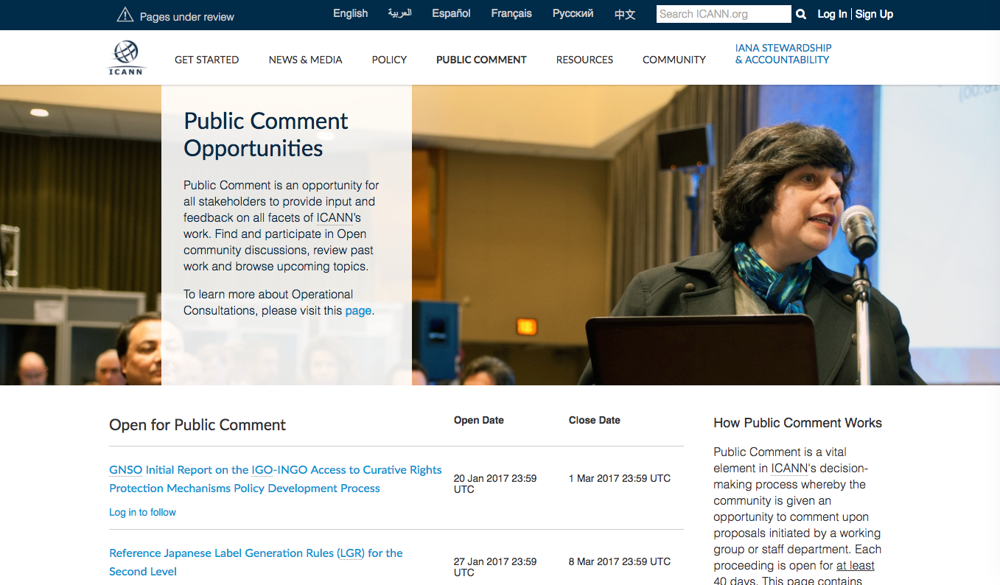 Pages under review
English
العربية
Español
Français
Русский
中文
Search ICANN.org
Log In | Sign Up
ICANN
GET STARTED
NEWS & MEDIA
POLICY
PUBLIC COMMENT
RESOURCES
COMMUNITY
IANA STEWARDSHIP
& ACCOUNTABILITY
Public Comment
Opportunities
Public Comment is an opportunity for
all stakeholders to provide input and
feedback on all facets of ICANN's
work. Find and participate in Open
community discussions, review past
work and browse upcoming topics.
To learn more about Operational
Consultations, please visit this page.
Open for Public Comment
Open Date
Close Date
GNSO Initial Report on the IGO-INGO Access to Curative Rights
Protection Mechanisms Policy Development Process
Log in to follow
20 Jan 2017 23:59
UTC
1 Mar 2017 23:59 UTC
Reference Japanese Label Generation Rules (LGR) for the
Second Level
27 Jan 2017 23:59
UTC
8 Mar 2017 23:59 UTC
How Public Comment Works
Public Comment is a vital
element in ICANN's decision-
making process whereby the
community is given an
opportunity to comment upon
proposals initiated by a working
group or staff department. Each
proceeding is open for at least
40 days. This page contains